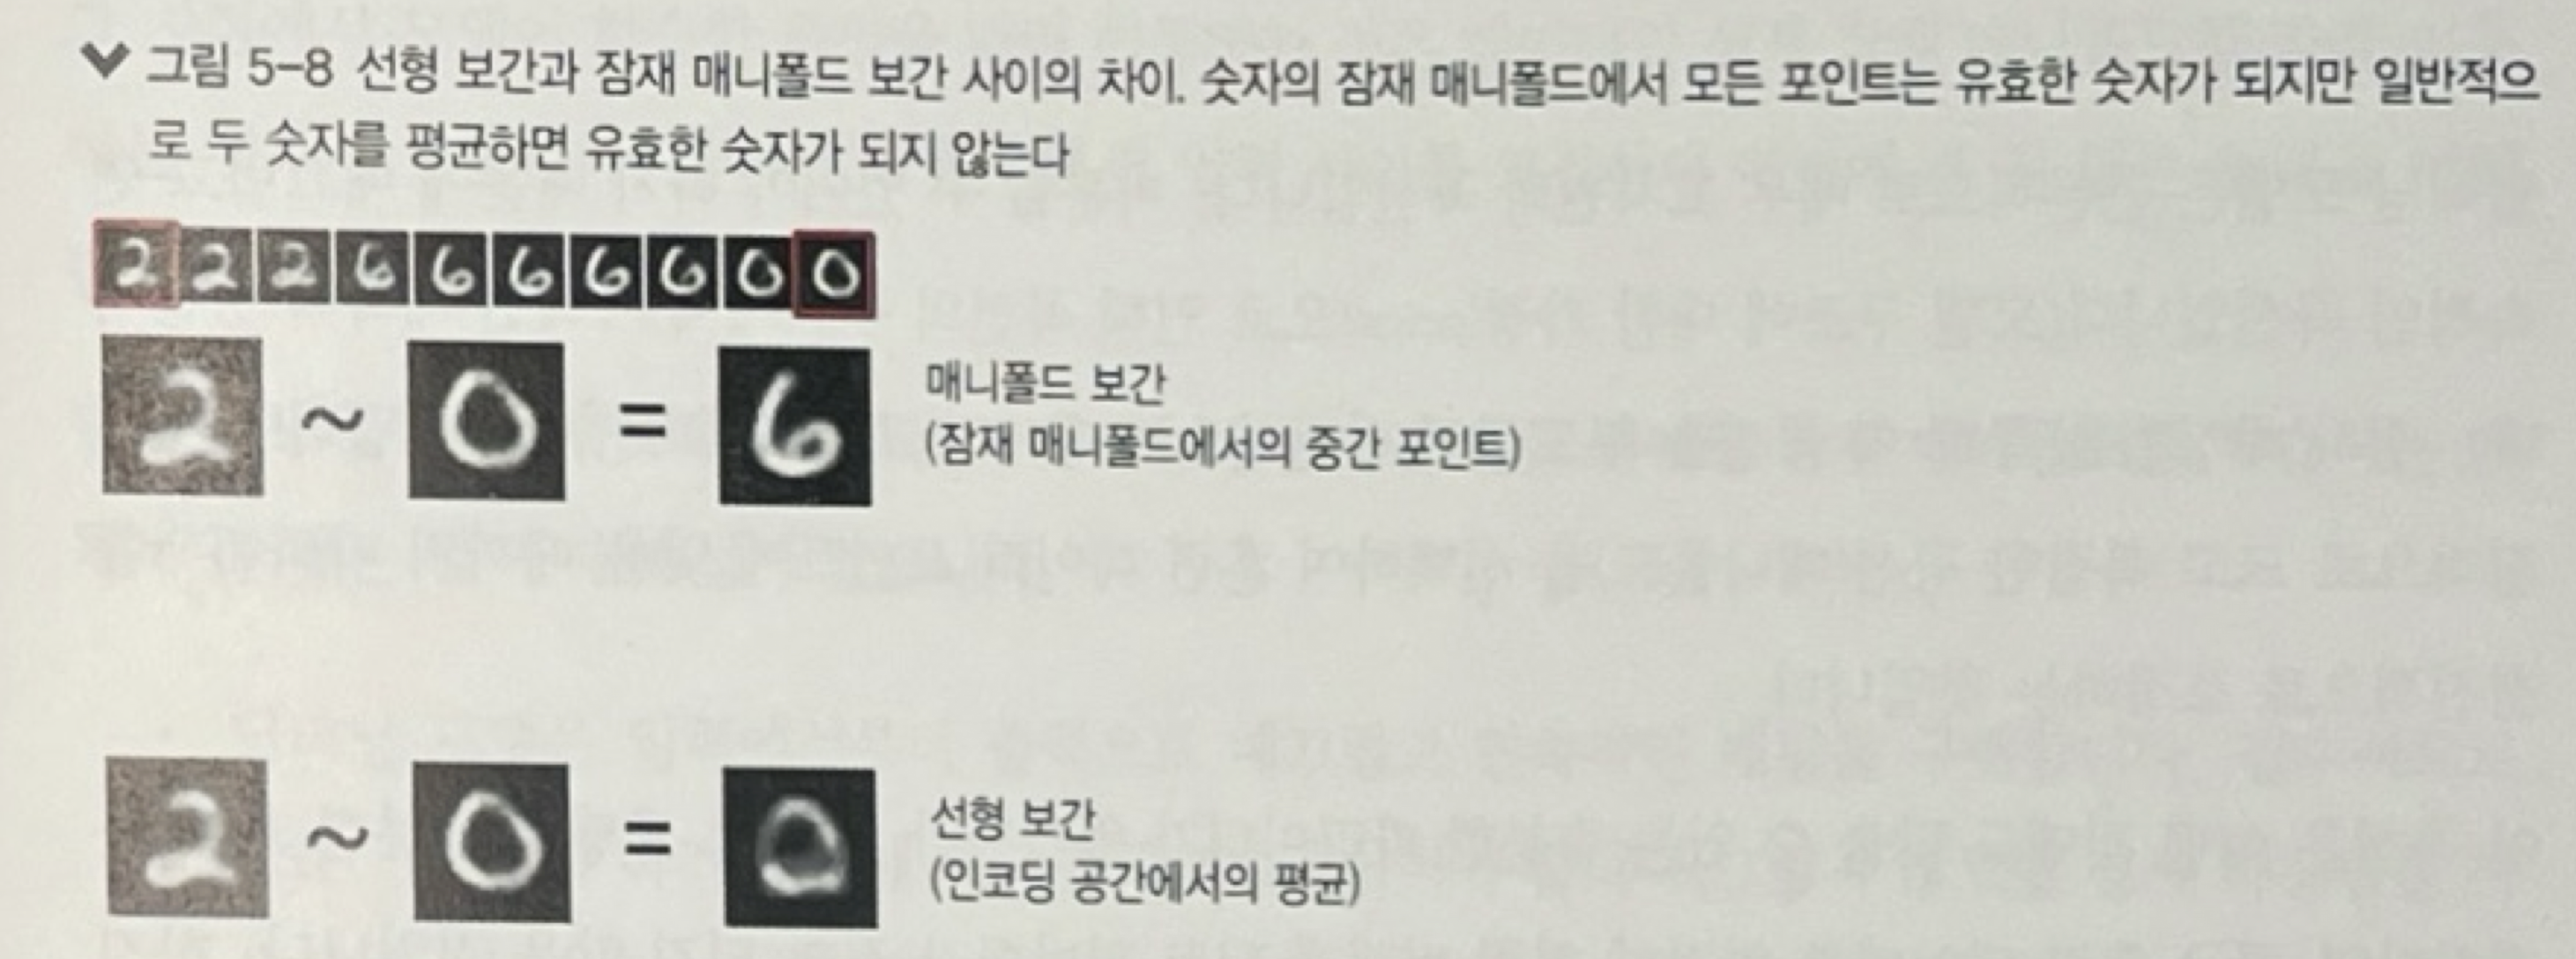 그림 5-8 선형 보간과 잠재 매니폴드 보간 사이의 차이. 숫자의 잠재 매니폴드에서 모든 포인트는 유효한 숫자가 되지만 일반적으
로 두 숫자를 평균하면 유효한 숫자가 되지 않는다
2 2 2 6 6 6 6 6 0 0
2 ~ 0 = 6
매니폴드 보간
(잠재 매니폴드에서의 중간 포인트)
2 ~ 0 =
선형 보간
(인코딩 공간에서의 평균)